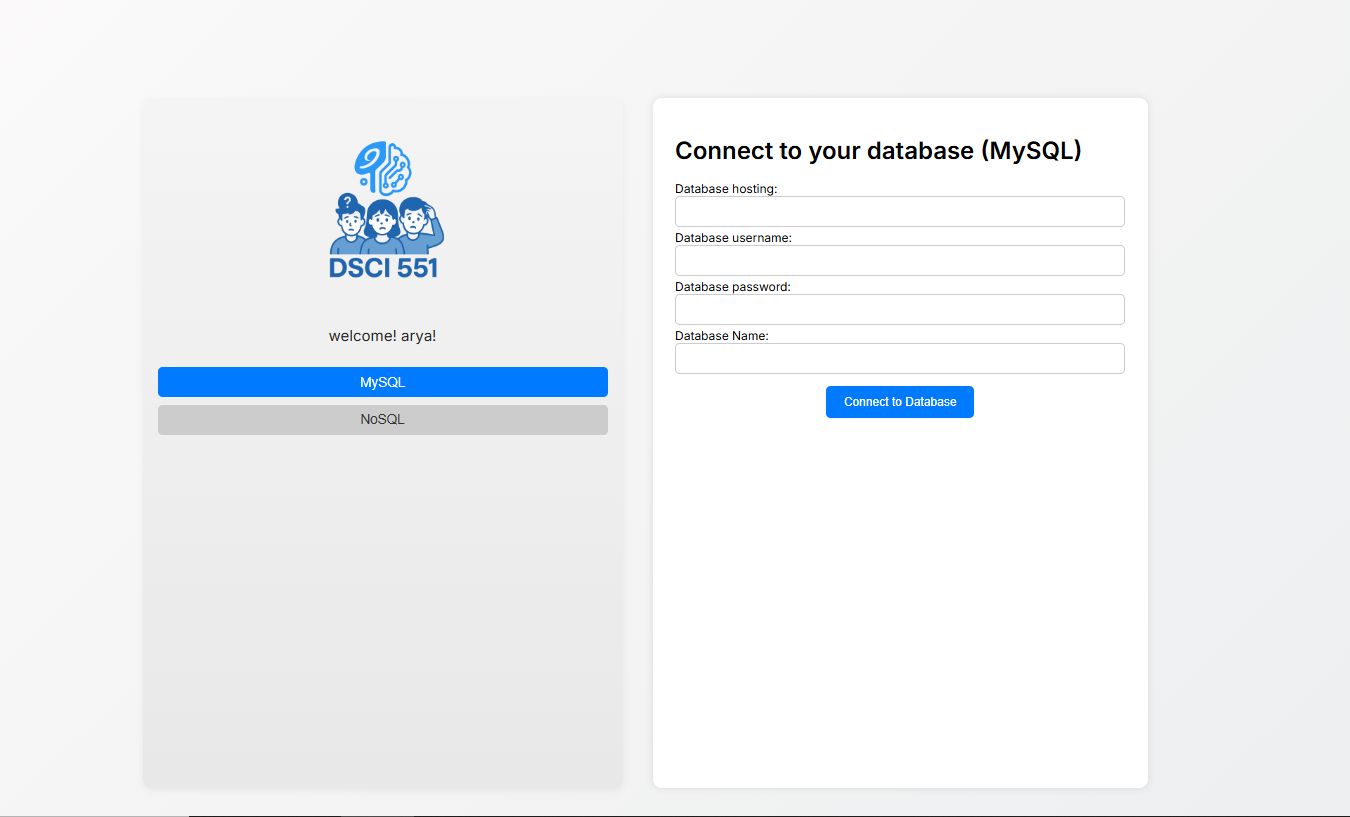 ?
DSCI 551
welcome! arya!
MySQL
NoSQL
Connect to your database (MySQL)
Database hosting:
Database username:
Database password:
Database Name:
Connect to Database